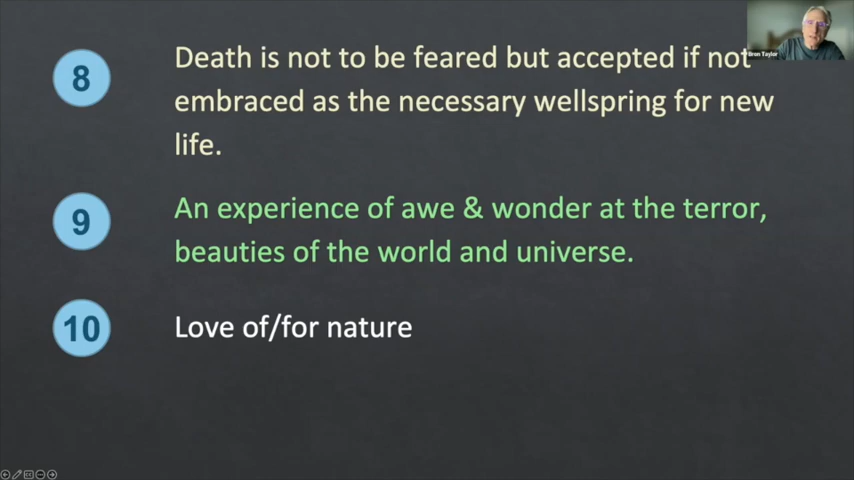 8
Death is not to be feared but accepted if not
embraced as the necessary wellspring for new
life.
9
An experience of awe & wonder at the terror,
beauties of the world and universe.
10
Love of/for nature
Bron Taylor